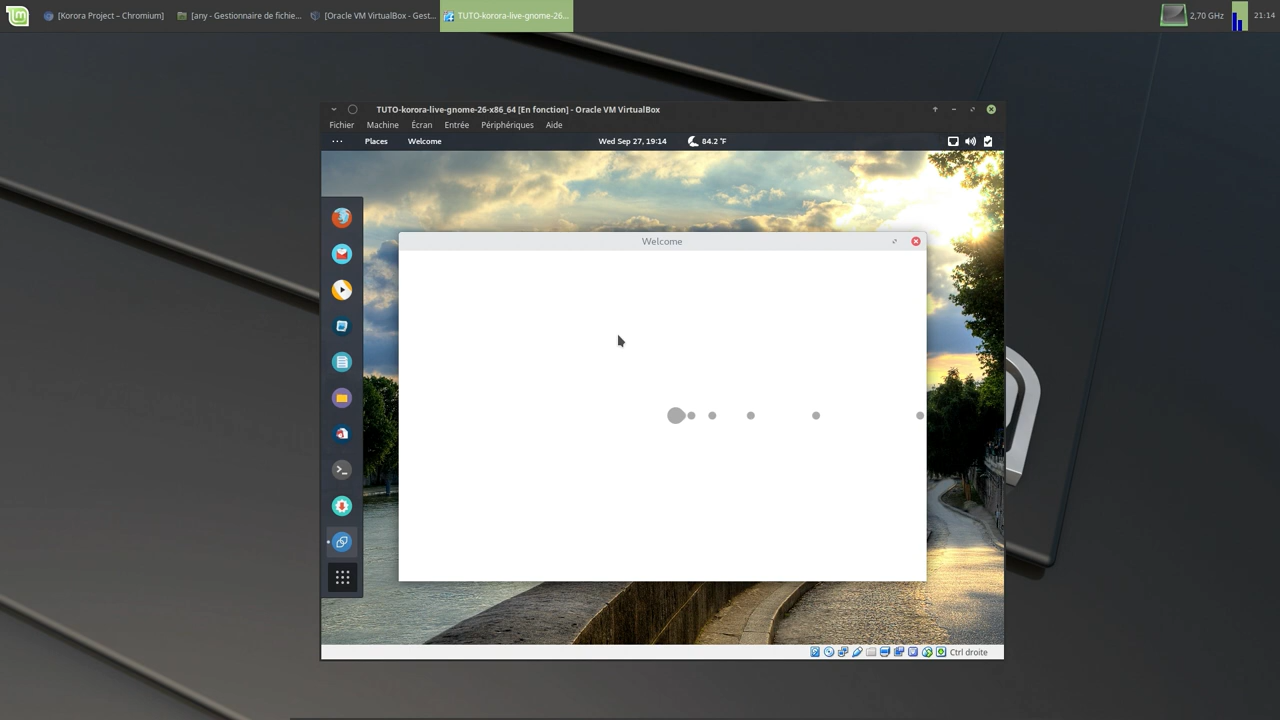 [Korora Project – Chromium]
[any - Gestionnaire de fichie...
[Oracle VM VirtualBox - Gest...
TUTO-korora-live-gnome-26...
2,70 GHz
21:14
TUTO-korora-live-gnome-26-x86_64 [En fonction] - Oracle VM VirtualBox
Fichier Machine Écran Entrée Périphériques Aide
Places Welcome Wed Sep 27, 19:14 84.2 °F
Welcome
Ctrl droite